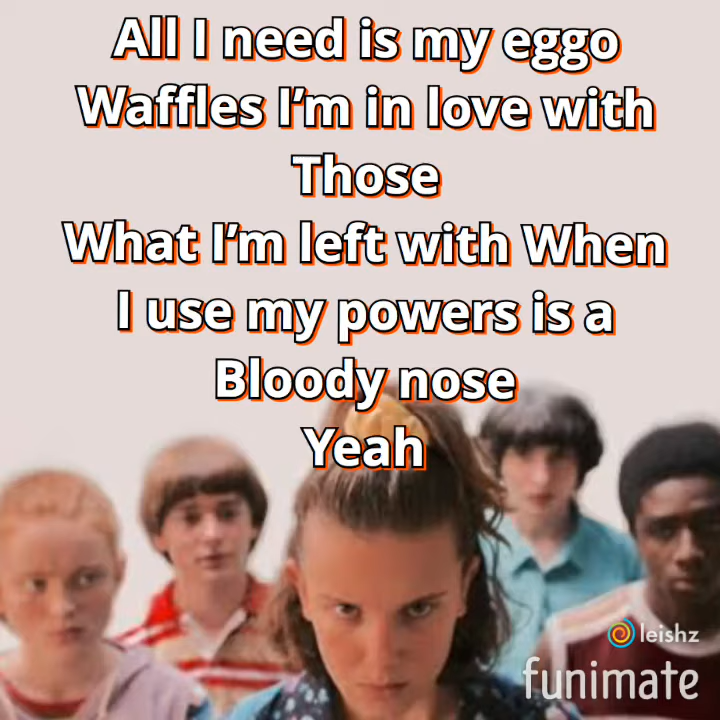 All I need is my eggo
Waffles I'm in love with
Those
What I'm left with When
I use my powers is a
Bloody nose
Yeah
leishz
funimate